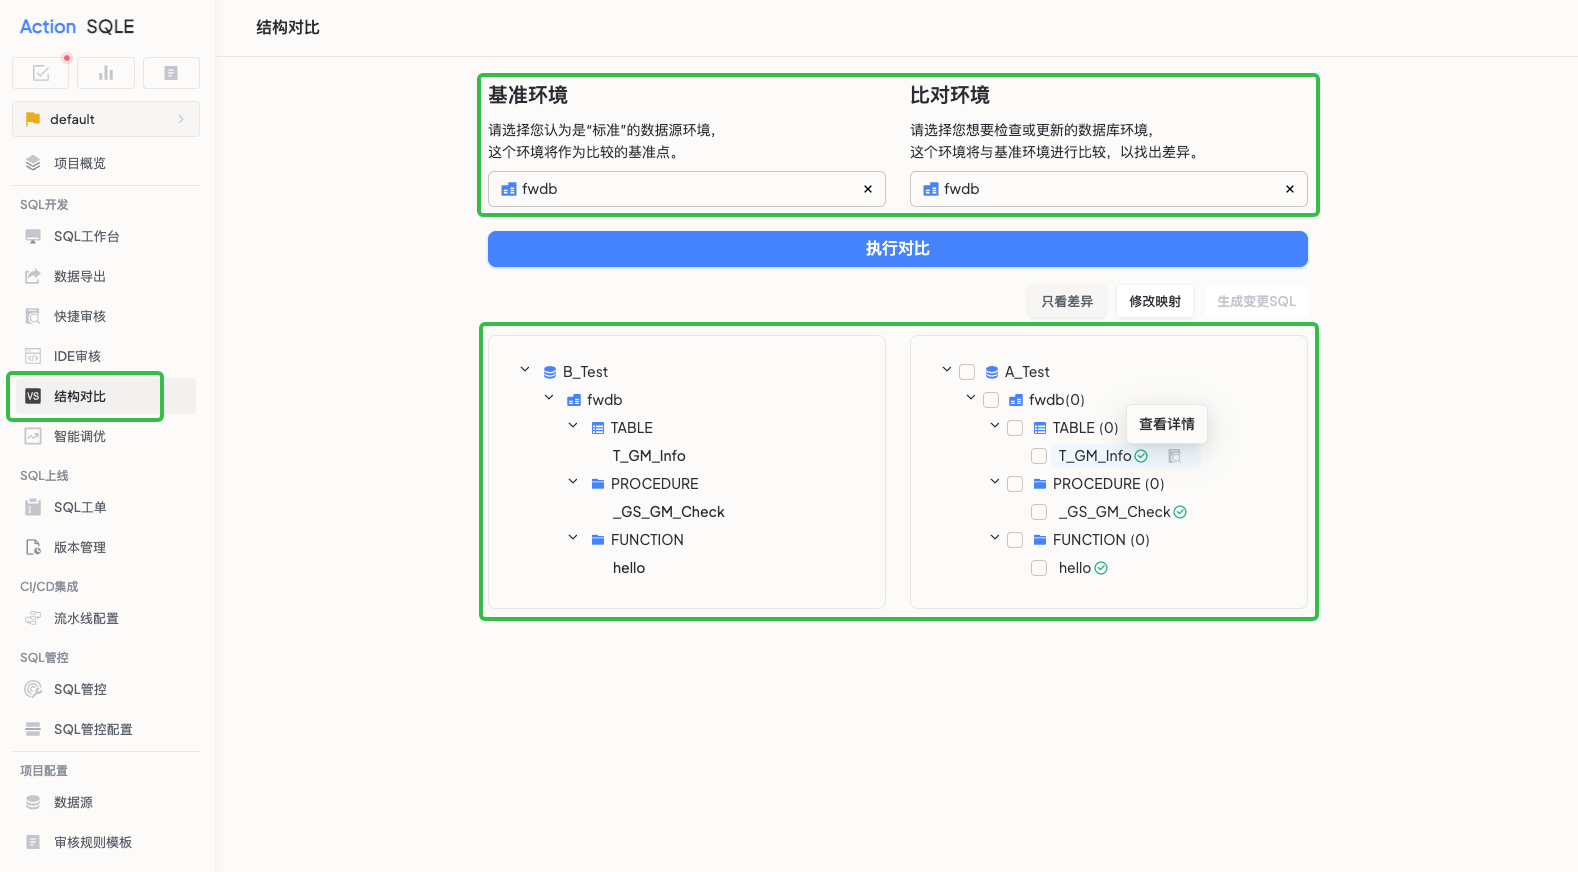 Action SQLE
default
项目概览
SQL开发
SQL工作台
数据导出
快捷审核
IDE审核
VS 结构对比
智能调优
SQL上线
SQL工单
版本管理
CI/CD集成
流水线配置
SQL管控
SQL管控
SQL管控配置
项目配置
数据源
审核规则模板
结构对比
基准环境
请选择您认为是“标准”的数据源环境，
这个环境将作为比较的基准点。
fwdb
比对环境
请选择您想要检查或更新的数据库环境，
这个环境将与基准环境进行比较，以找出差异。
fwdb
执行对比
只看差异 修改映射 生成变更SQL
B_Test
fwdb
TABLE
T_GM_Info
PROCEDURE
_GS_GM_Check
FUNCTION
hello
A_Test
fwdb(0)
TABLE (0)
查看详情
T_GM_Info
PROCEDURE (0)
_GS_GM_Check
FUNCTION (0)
hello